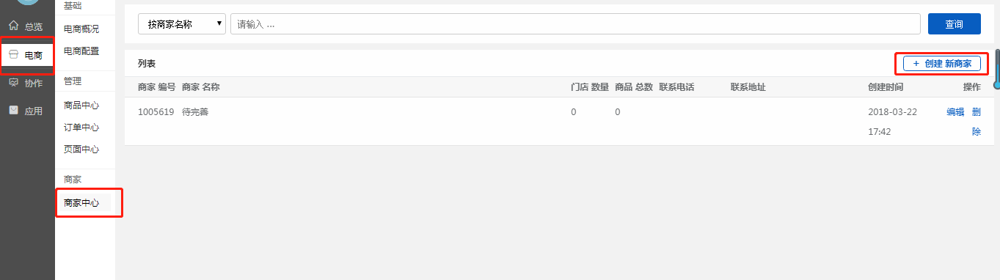 总览
电商
协作
应用
基础
电商概况
电商配置
管理
商品中心
订单中心
页面中心
商家
商家中心
按商家名称
请输入 ...
查询
列表
+ 创建 新商家
商家 编号 商家 名称 门店 数量 商品 总数 联系电话 联系地址 创建时间 操作
1005619 待完善 0 0 2018-03-22 编辑 删
17:42 除